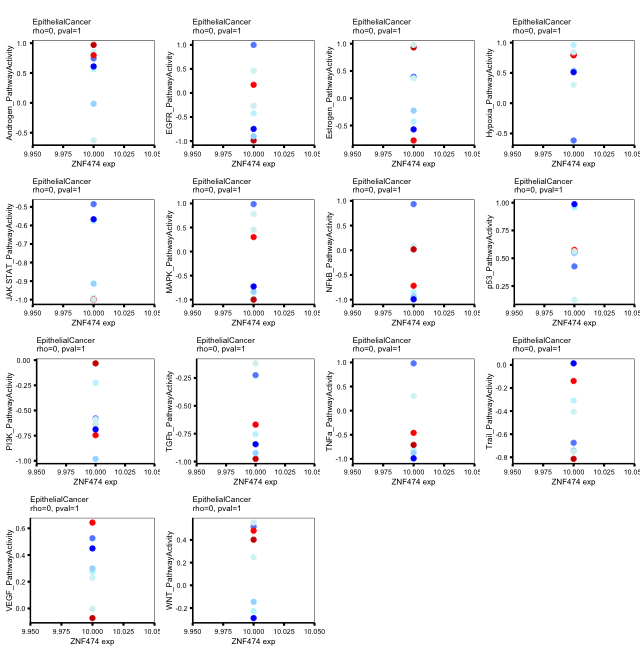 EpithelialCancer
rho=0, pval=1
Androgen_PathwayActivity
1.0
0.5
0.0
-0.5
9.950 9.975 10.000 10.025 10.05
ZNF474 exp
EpithelialCancer
rho=0, pval=1
EGFR_PathwayActivity
1.0
0.5
0.0
-0.5
-1.0
9.950 9.975 10.000 10.025 10.05
ZNF474 exp
EpithelialCancer
rho=0, pval=1
Estrogen_PathwayActivity
1.0
0.5
0.0
-0.5
9.950 9.975 10.000 10.025 10.05
ZNF474 exp
EpithelialCancer
rho=0, pval=1
Hypoxia_PathwayActivity
1.0
0.5
0.0
-0.5
9.950 9.975 10.000 10.025 10.05
ZNF474 exp
EpithelialCancer
rho=0, pval=1
JAK-STAT_PathwayActivity
-0.5
-0.6
-0.7
-0.8
-0.9
-1.0
9.950 9.975 10.000 10.025 10.05
ZNF474 exp
EpithelialCancer
rho=0, pval=1
MAPK_PathwayActivity
1.0
0.5
0.0
-0.5
-1.0
9.950 9.975 10.000 10.025 10.05
ZNF474 exp
EpithelialCancer
rho=0, pval=1
NFkB_PathwayActivity
1.0
0.5
0.0
-0.5
-1.0
9.950 9.975 10.000 10.025 10.05
ZNF474 exp
EpithelialCancer
rho=0, pval=1
p53_PathwayActivity
1.00
0.75
0.50
0.25
9.950 9.975 10.000 10.025 10.05
ZNF474 exp
EpithelialCancer
rho=0, pval=1
PI3K_PathwayActivity
0.00
-0.25
-0.50
-0.75
-1.00
9.950 9.975 10.000 10.025 10.05
ZNF474 exp
EpithelialCancer
rho=0, pval=1
TGFb_PathwayActivity
-0.25
-0.50
-0.75
-1.00
9.950 9.975 10.000 10.025 10.05
ZNF474 exp
EpithelialCancer
rho=0, pval=1
TNFa_PathwayActivity
1.0
0.5
0.0
-0.5
-1.0
9.950 9.975 10.000 10.025 10.05
ZNF474 exp
EpithelialCancer
rho=0, pval=1
Trail_PathwayActivity
0.0
-0.2
-0.4
-0.6
-0.8
9.950 9.975 10.000 10.025 10.05
ZNF474 exp
EpithelialCancer
rho=0, pval=1
VEGF_PathwayActivity
0.6
0.4
0.2
0.0
9.950 9.975 10.000 10.025 10.05
ZNF474 exp
EpithelialCancer
rho=0, pval=1
WNT_PathwayActivity
0.4
0.2
0.0
-0.2
9.950 9.975 10.000 10.025 10.050
ZNF474 exp